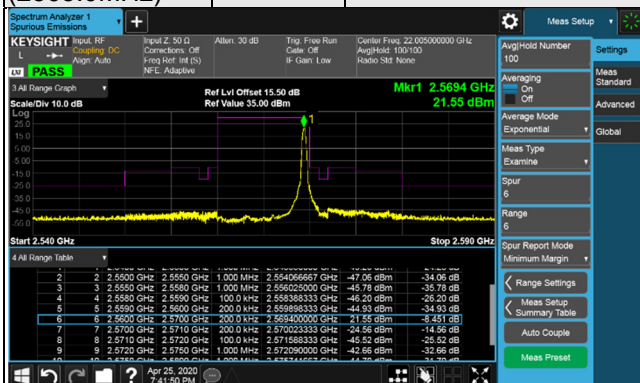 Spectrum Analyzer 1
Spurious Emissions
Meas Setup
KEYSIGHT
L
PASS
Input: RF
Coupling: DC
Align: Auto
Input Z: 50 Ω
Corrections: Off
Freq Ref: Int (S)
NFE: Adaptive
Atten: 30 dB
Trig: Free Run
Gate: Off
IF Gain: Low
Center Freq: 22.005000000 GHz
Avg|Hold: 100/100
Radio Std: None
3 All Range Graph
Scale/Div 10.0 dB
Ref Lvl Offset 15.50 dB
Ref Value 35.00 dBm
Mkr1 2.5694 GHz
21.55 dBm
Log
25.0
15.0
5.00
-5.00
-15.0
-25.0
-35.0
-45.0
-55.0
1
Start 2.540 GHz
Stop 2.590 GHz
4 All Range Table
2 2 2.5500 GHz 2.5550 GHz 1.000 MHz 2.554066667 GHz -47.06 dBm -34.06 dB
3 3 2.5550 GHz 2.5580 GHz 1.000 MHz 2.556025000 GHz -45.78 dBm -35.78 dB
4 4 2.5580 GHz 2.5590 GHz 100.0 kHz 2.558388333 GHz -46.20 dBm -26.20 dB
5 5 2.5590 GHz 2.5600 GHz 200.0 kHz 2.559898333 GHz -44.93 dBm -34.93 dB
6 6 2.5600 GHz 2.5700 GHz 200.0 kHz 2.569400000 GHz 21.55 dBm -8.451 dB
7 7 2.5700 GHz 2.5710 GHz 200.0 kHz 2.570023333 GHz -24.56 dBm -14.56 dB
8 8 2.5710 GHz 2.5720 GHz 100.0 kHz 2.571588333 GHz -45.52 dBm -25.52 dB
9 9 2.5720 GHz 2.5750 GHz 1.000 MHz 2.572090000 GHz -42.66 dBm -32.66 dB
Avg|Hold Number
100
Averaging
On
Off
Average Mode
Exponential
Meas Type
Examine
Spur
6
Range
6
Spur Report Mode
Minimum Margin
Range Settings
Meas Setup
Summary Table
Auto Couple
Meas Preset
Settings
Meas
Standard
Advanced
Global
?
Apr 25, 2020
7:41:50 PM